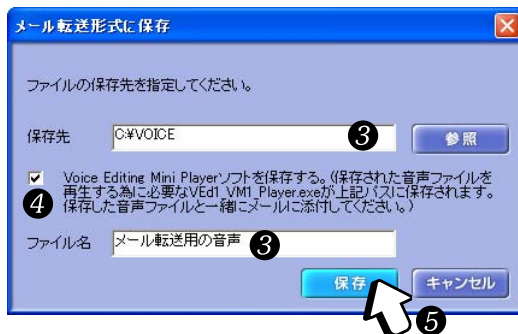 メール転送形式に保存
ファイルの保存先を指定してください。
保存先 C:¥VOICE ❸ 参照
Voice Editing Mini Playerソフトを保存する。(保存された音声ファイルを
再生する為に必要なVEd1_VM1_Player.exeが上記パスに保存されます。
❹ 保存した音声ファイルと一緒にメールに添付してください。)
ファイル名 メール転送用の音声 ❸
保存 キャンセル
❺